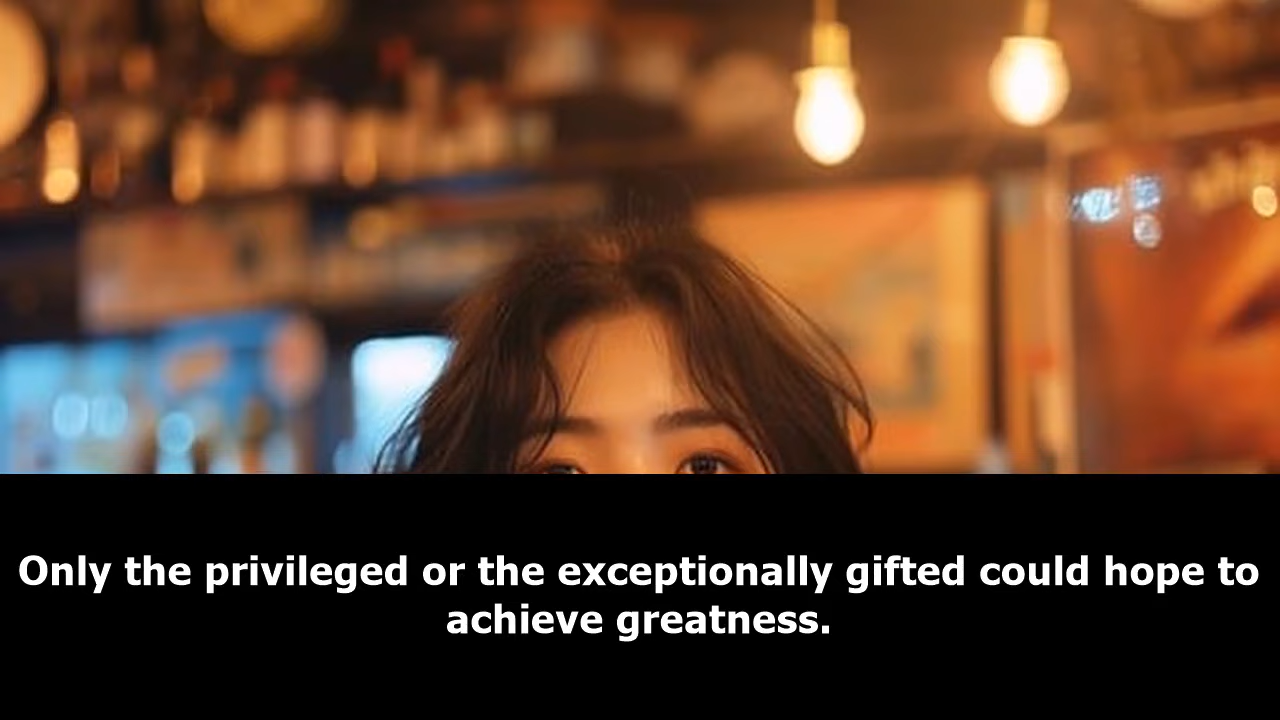 Only the privileged or the exceptionally gifted could hope to
achieve greatness.